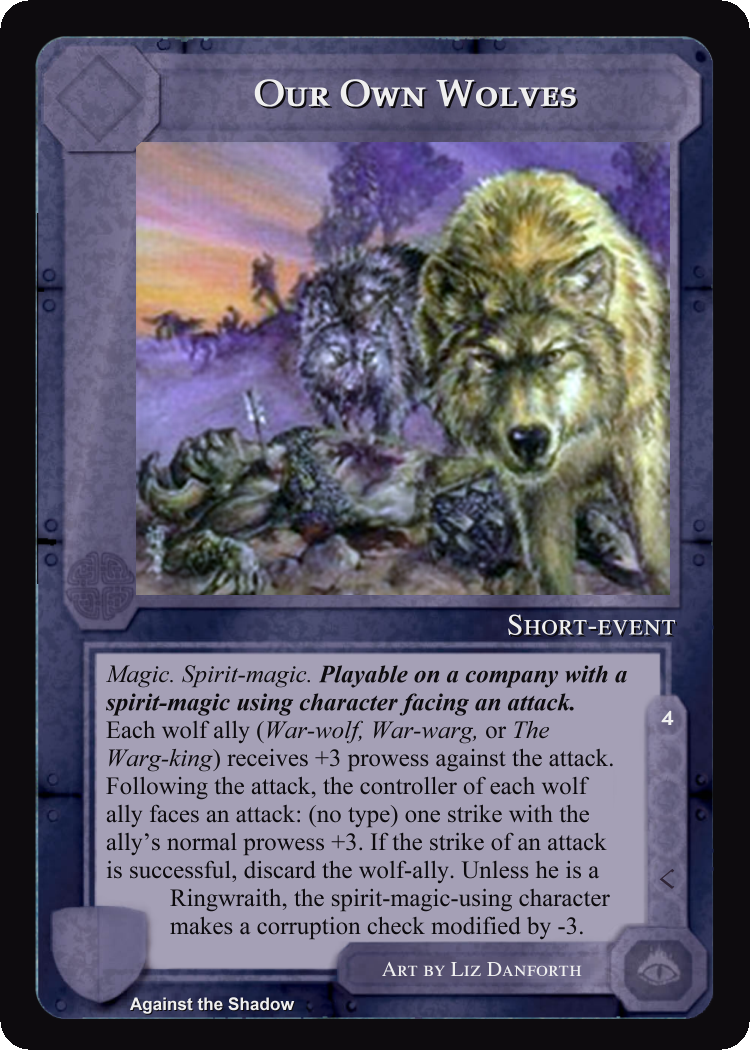 Our Own Wolves
Short-event
Magic. Spirit-magic. Playable on a company with a
spirit-magic using character facing an attack.
Each wolf ally (War-wolf, War-warg, or The
Warg-king) receives +3 prowess against the attack.
Following the attack, the controller of each wolf
ally faces an attack: (no type) one strike with the
ally's normal prowess +3. If the strike of an attack
is successful, discard the wolf-ally. Unless he is a
Ringwraith, the spirit-magic-using character
makes a corruption check modified by -3.
4
<
Art by Liz Danforth
Against the Shadow